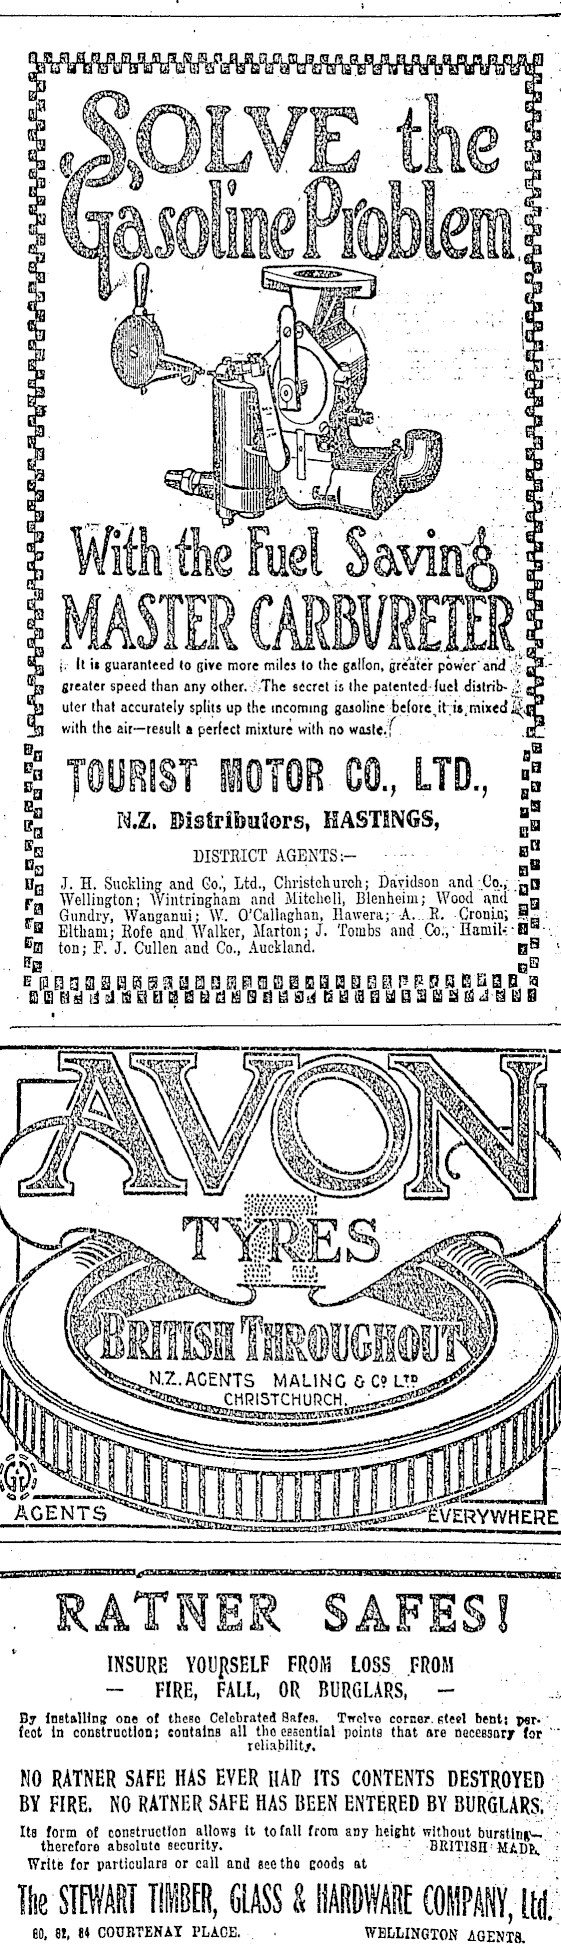 SOLVE the
Gasoline Problem
With the Fuel Saving
MASTER CARBURETER
It is guaranteed to give more miles to the gallon, greater power and
greater speed than any other. The secret is the patented fuel distrib-
uter that accurately splits up the incoming gasoline before it is mixed
with the air—result a perfect mixture with no waste.
TOURIST MOTOR CO., LTD.,
N.Z. Distributors, HASTINGS,
DISTRICT AGENTS:—
J. H. Suckling and Co., Ltd., Christchurch; Davidson and Co.,
Wellington; Wintringham and Mitchell, Blenheim; Wood and
Gundry, Wanganui; W. O'Callaghan, Hawera; A. R. Cronin,
Eltham; Rofe and Walker, Marton; J. Tombs and Co., Hamil-
ton; F. J. Cullen and Co., Auckland.
AVON
TYRES
BRITISH THROUGHOUT
N.Z. AGENTS MALING & CO LTD
CHRISTCHURCH.
AGENTS EVERYWHERE
RATNER SAFES!
INSURE YOURSELF FROM LOSS FROM
— FIRE, FALL, OR BURGLARS, —
By installing one of these Celebrated Safes. Twelve corner steel bent; per-
fect in construction; contains all the essential points that are necessary for
reliability.
NO RATNER SAFE HAS EVER HAD ITS CONTENTS DESTROYED
BY FIRE. NO RATNER SAFE HAS BEEN ENTERED BY BURGLARS.
Its form of construction allows it to fall from any height without bursting—
therefore absolute security. BRITISH MADE.
Write for particulars or call and see the goods at
The STEWART TIMBER, GLASS & HARDWARE COMPANY, Ltd.
80, 82, 84 COURTENAY PLACE. WELLINGTON AGENTS.